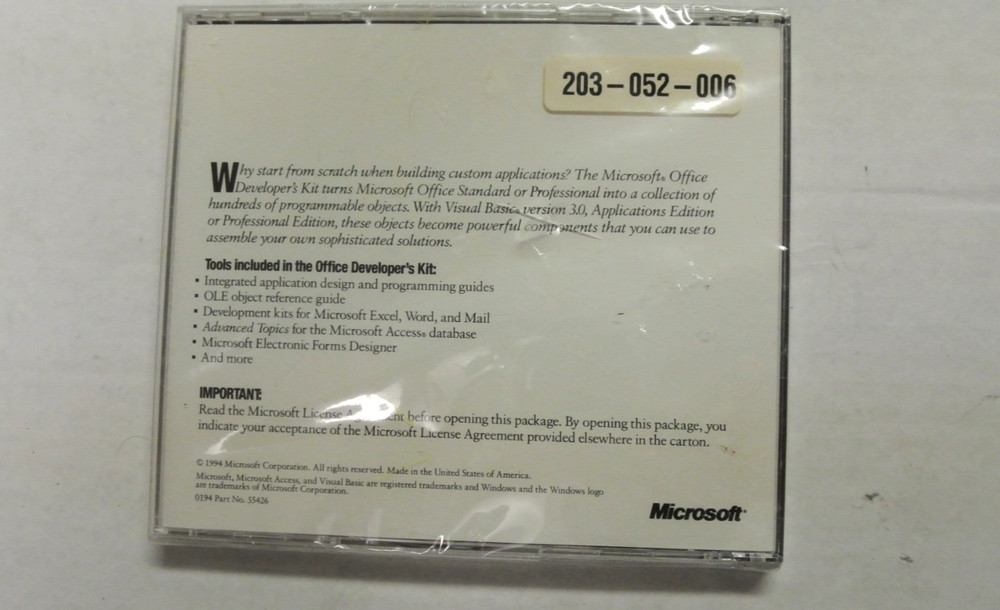 203-052-006
Why start from scratch when building custom applications? The Microsoft® Office
Developer's Kit turns Microsoft Office Standard or Professional into a collection of
hundreds of programmable objects. With Visual Basic® version 3.0, Applications Edition
or Professional Edition, these objects become powerful components that you can use to
assemble your own sophisticated solutions.
Tools included in the Office Developer's Kit:
• Integrated application design and programming guides
• OLE object reference guide
• Development kits for Microsoft Excel, Word, and Mail
• Advanced Topics for the Microsoft Access® database
• Microsoft Electronic Forms Designer
• And more
IMPORTANT:
Read the Microsoft License Agreement before opening this package. By opening this package, you
indicate your acceptance of the Microsoft License Agreement provided elsewhere in the carton.
© 1994 Microsoft Corporation. All rights reserved. Made in the United States of America.
Microsoft, Microsoft Access, and Visual Basic are registered trademarks and Windows and the Windows logo
are trademarks of Microsoft Corporation.
0194 Part No. 55426
Microsoft®